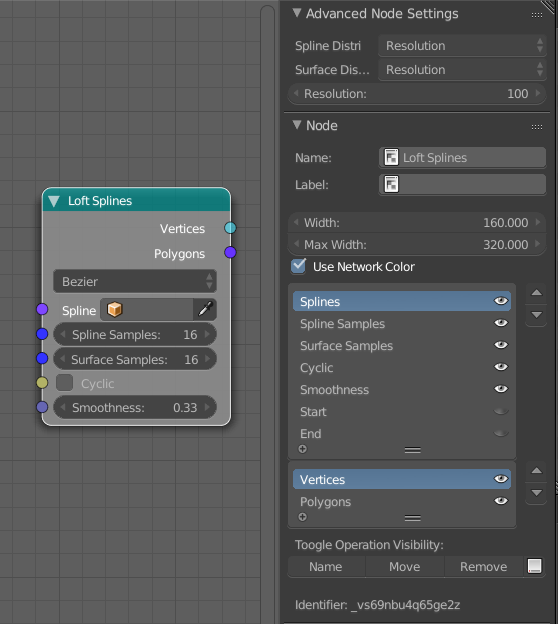 Advanced Node Settings
Spline Distri
Resolution
Surface Dis...
Resolution
Resolution: 100
Node
Name: Loft Splines
Label:
Width: 160.000
Max Width: 320.000
Use Network Color
Splines
Spline Samples
Surface Samples
Cyclic
Smoothness
Start
End
Vertices
Polygons
Toogle Operation Visibility:
Name Move Remove
Identifier: _vs69nbu4q65ge2z
Loft Splines
Vertices
Polygons
Bezier
Spline
Spline Samples: 16
Surface Samples: 16
Cyclic
Smoothness: 0.33